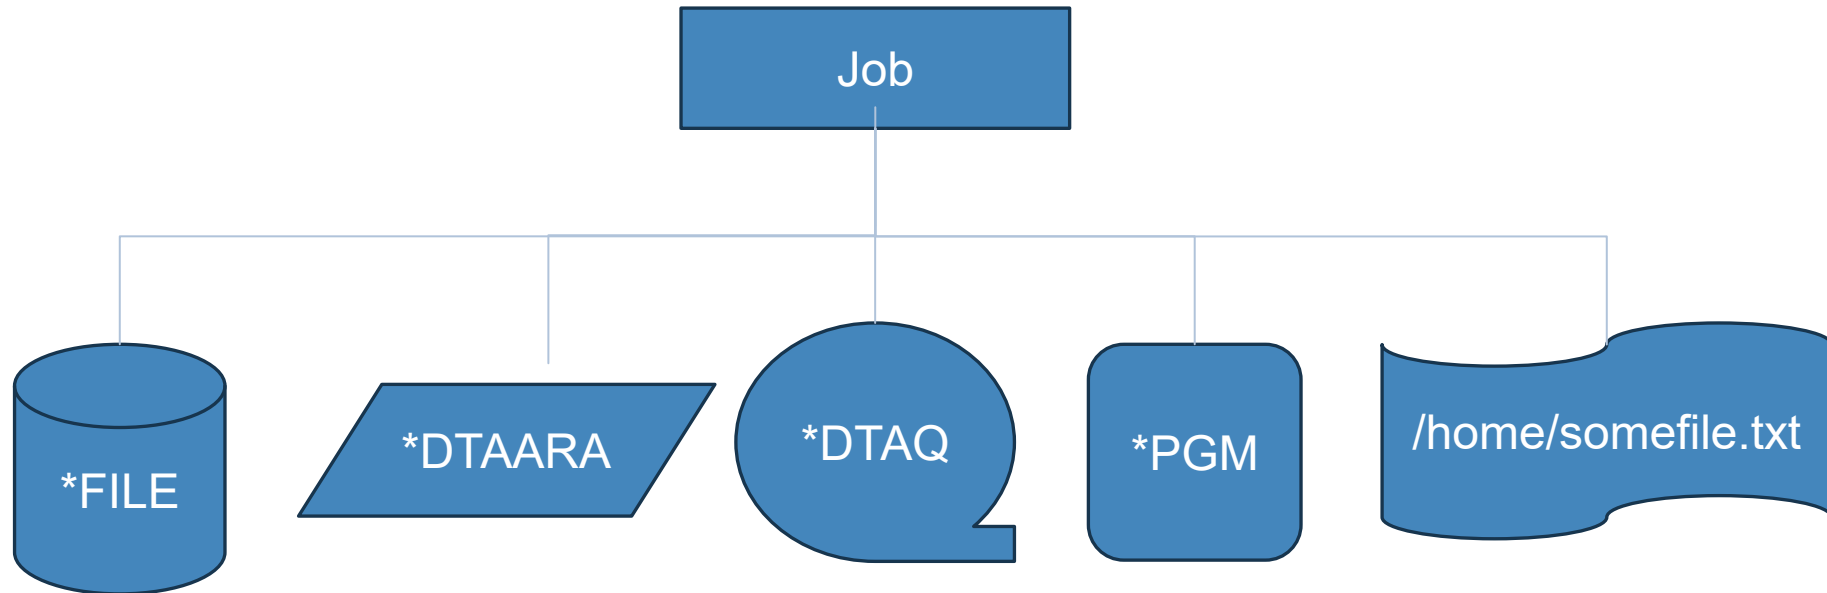 Job
*FILE
*DTAARA
*DTAQ
*PGM
/home/somefile.txt